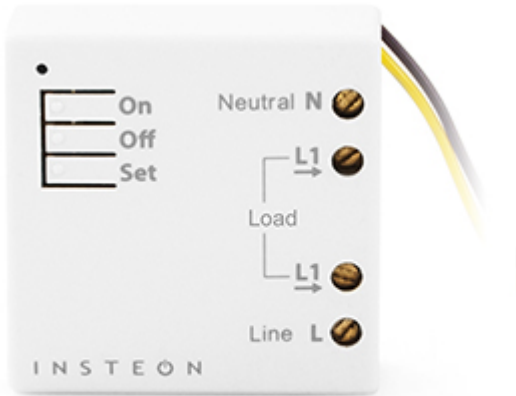 On
Off
Set
Neutral N
L1
Load
L1
Line L
INSTEON